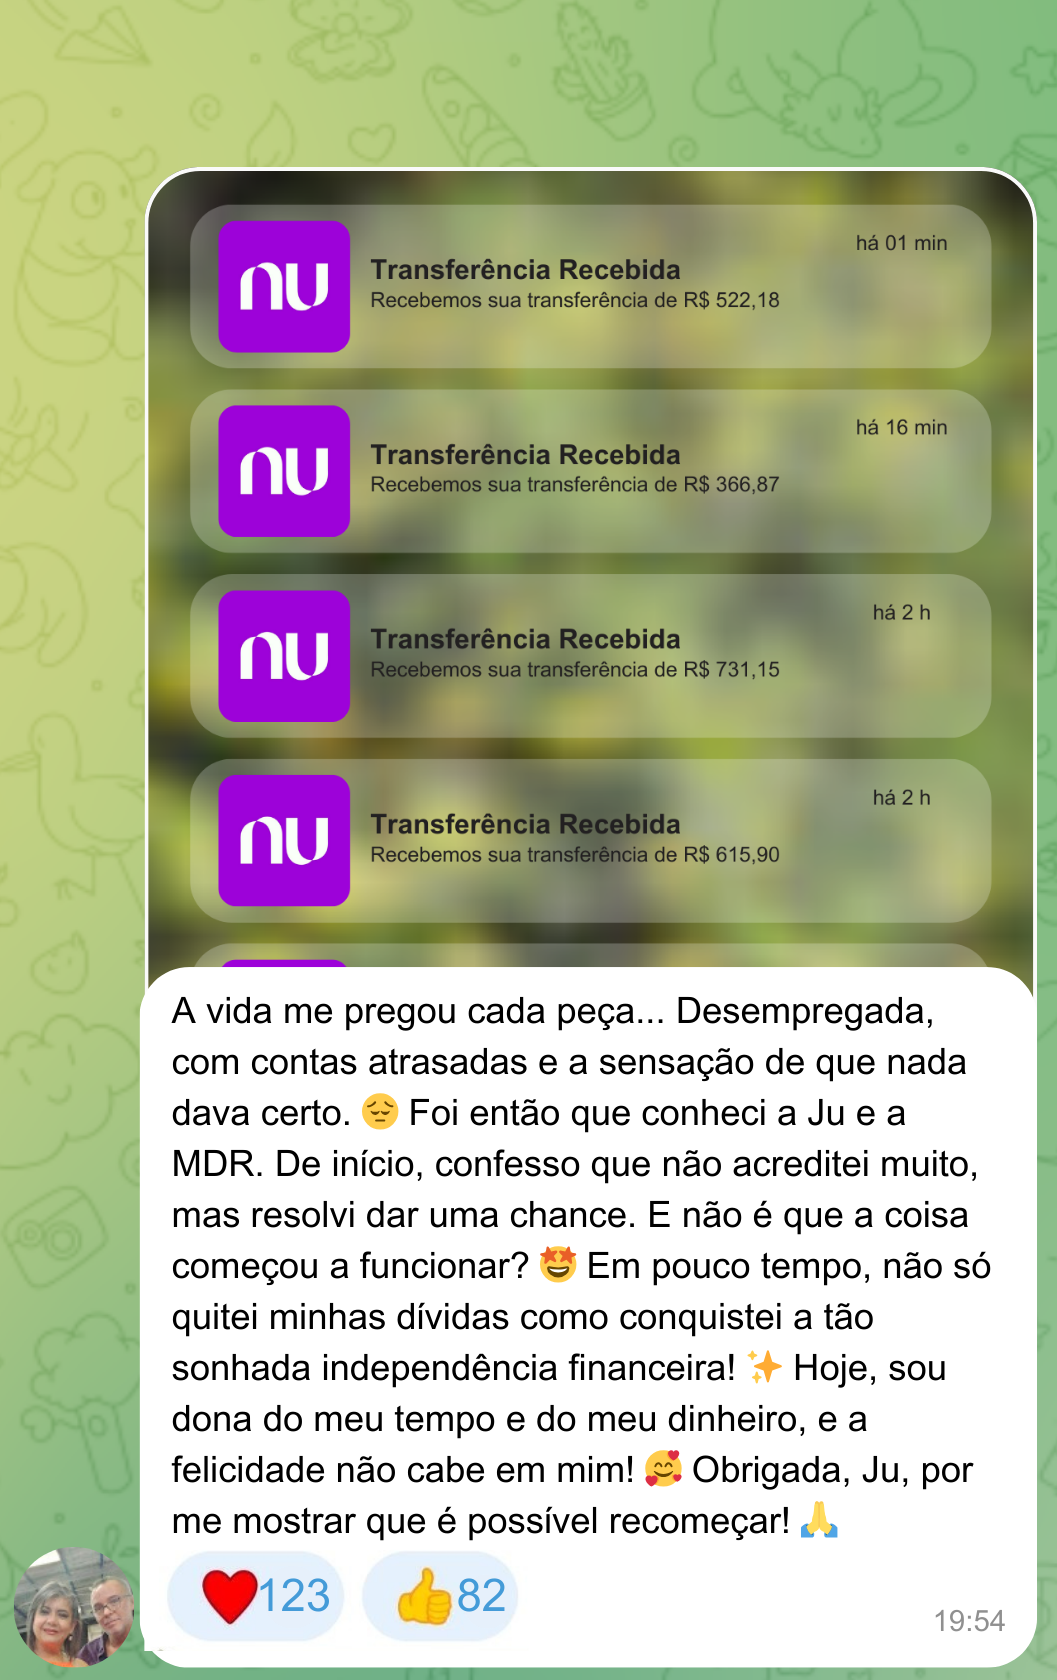 nu
há 01 min
Transferência Recebida
Recebemos sua transferência de R$ 522,18
nu
há 16 min
Transferência Recebida
Recebemos sua transferência de R$ 366,87
nu
há 2 h
Transferência Recebida
Recebemos sua transferência de R$ 731,15
nu
há 2 h
Transferência Recebida
Recebemos sua transferência de R$ 615,90
A vida me pregou cada peça... Desempregada,
com contas atrasadas e a sensação de que nada
dava certo. 😔 Foi então que conheci a Ju e a
MDR. De início, confesso que não acreditei muito,
mas resolvi dar uma chance. E não é que a coisa
começou a funcionar? 🤩 Em pouco tempo, não só
quitei minhas dívidas como conquistei a tão
sonhada independência financeira! ✨ Hoje, sou
dona do meu tempo e do meu dinheiro, e a
felicidade não cabe em mim! 🥰 Obrigada, Ju, por
me mostrar que é possível recomeçar! 🙏
❤️123 👍82
19:54